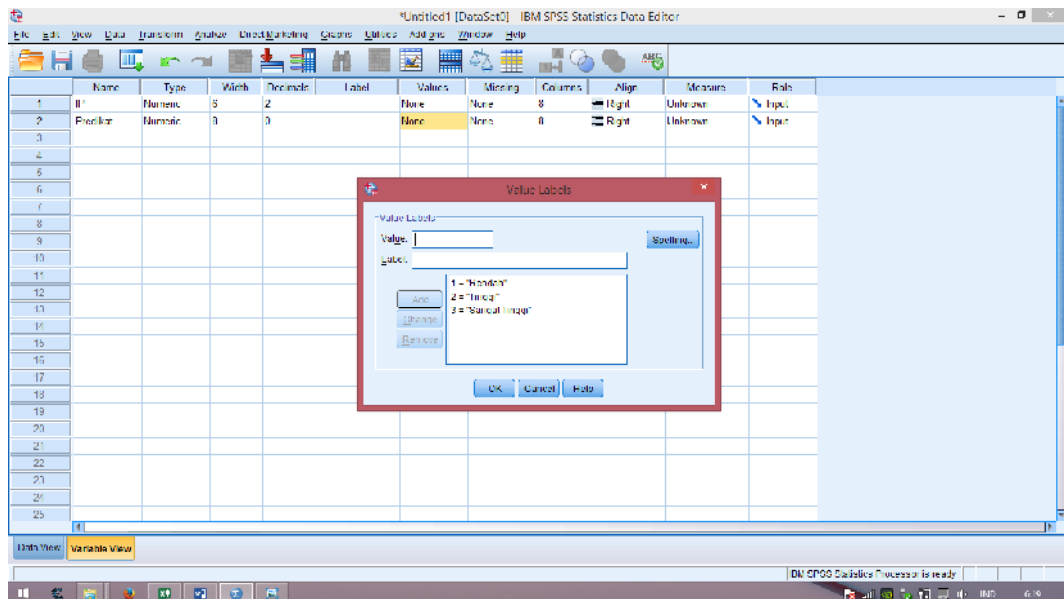 *Untitled1 [DataSet0] - IBM SPSS Statistics Data Editor
File Edit View Data Transform Analyze Direct Marketing Graphs Utilities Add-ons Window Help
Name Type Width Decimals Label Values Missing Columns Align Measure Role
1 IP Numeric 6 2 None None 8 Right Unknown Input
2 Predikat Numeric 8 0 None None 8 Right Unknown Input
3
4
5
6
7
8
9
10
11
12
13
14
15
16
17
18
19
20
21
22
23
24
25
Value Labels
Value Labels
Value:
Spelling...
Label:
1 = "Rendah"
2 = "Tinggi"
3 = "Sangat Tinggi"
Add
Change
Remove
OK Cancel Help
Data View Variable View
IBM SPSS Statistics Processor is ready
IND 6:19